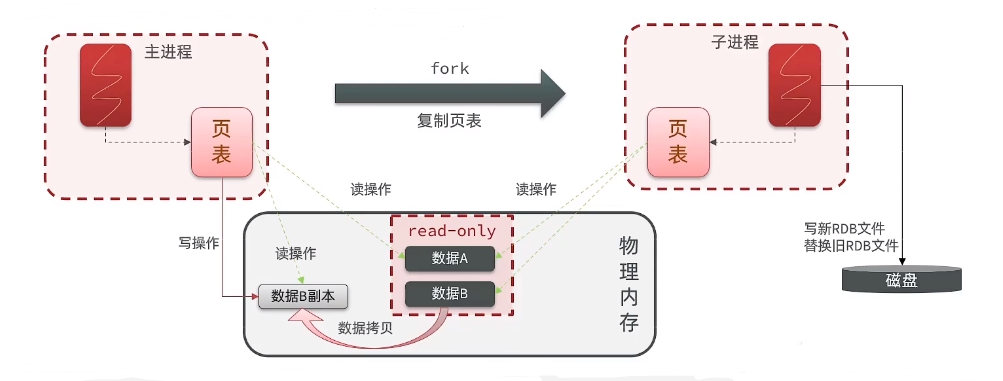 主进程
页
表
fork
复制页表
子进程
页
表
读操作
读操作
写操作
读操作
read-only
数据A
数据B
数据B副本
数据拷贝
物
理
内
存
写新RDB文件
替换旧RDB文件
磁盘